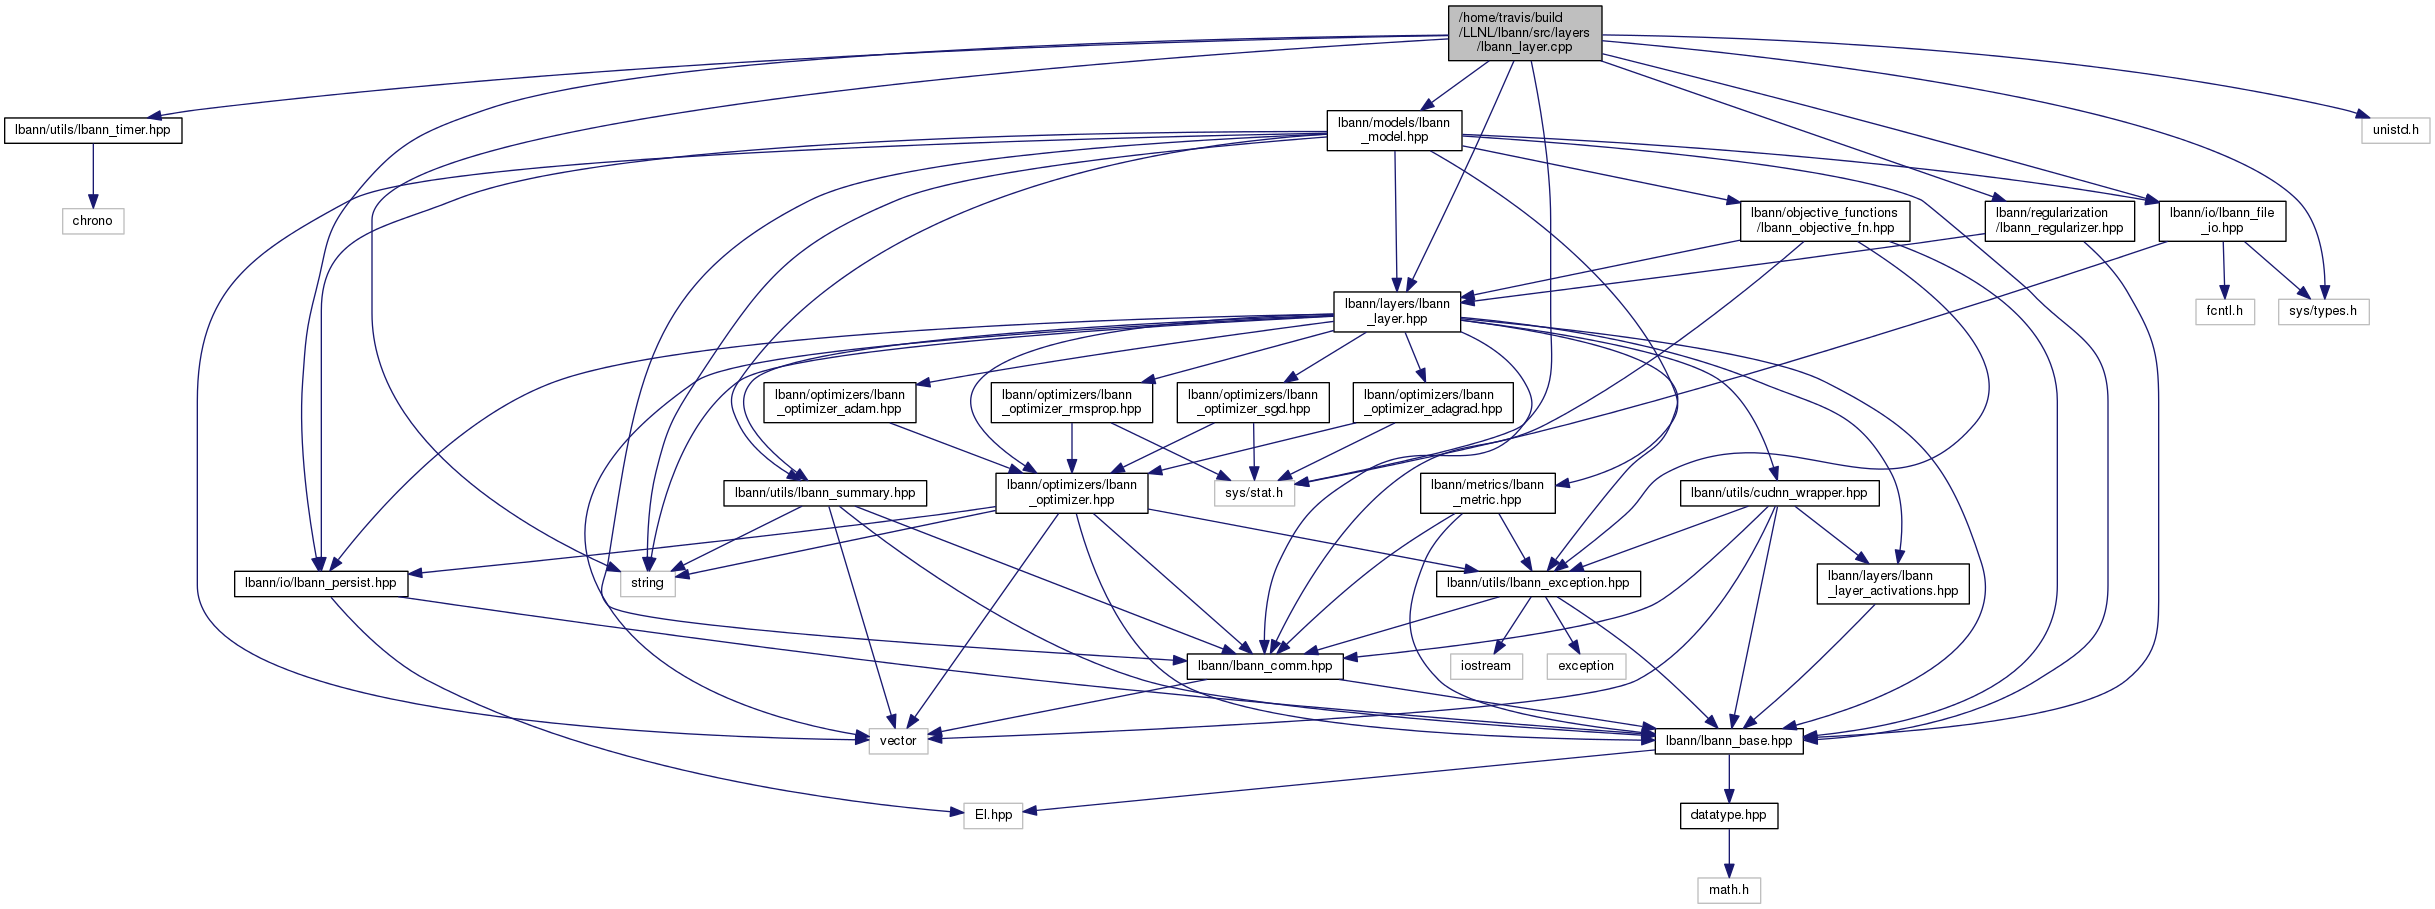 /home/travis/build
/LLNL/lbann/src/layers
/lbann_layer.cpp
lbann/utils/lbann_timer.hpp
lbann/models/lbann
_model.hpp
unistd.h
chrono
lbann/objective_functions
/lbann_objective_fn.hpp
lbann/regularization
/lbann_regularizer.hpp
lbann/io/lbann_file
_io.hpp
lbann/layers/lbann
_layer.hpp
fcntl.h
sys/types.h
lbann/optimizers/lbann
_optimizer_adam.hpp
lbann/optimizers/lbann
_optimizer_rmsprop.hpp
lbann/optimizers/lbann
_optimizer_sgd.hpp
lbann/optimizers/lbann
_optimizer_adagrad.hpp
lbann/utils/lbann_summary.hpp
lbann/optimizers/lbann
_optimizer.hpp
sys/stat.h
lbann/metrics/lbann
_metric.hpp
lbann/utils/cudnn_wrapper.hpp
lbann/io/lbann_persist.hpp
string
lbann/utils/lbann_exception.hpp
lbann/layers/lbann
_layer_activations.hpp
lbann/lbann_comm.hpp
iostream
exception
vector
lbann/lbann_base.hpp
El.hpp
datatype.hpp
math.h